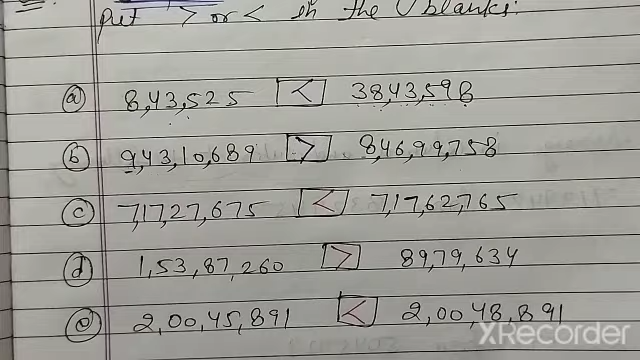 Put > or < in the blanks.
(a) 8,43,525 < 38,43,598
(b) 9,43,10,689 > 8,46,99,758
(c) 7,17,27,675 < 7,17,62,765
(d) 1,53,87,260 > 89,79,634
(e) 2,00,45,891 < 2,00,48,891
XRecorder